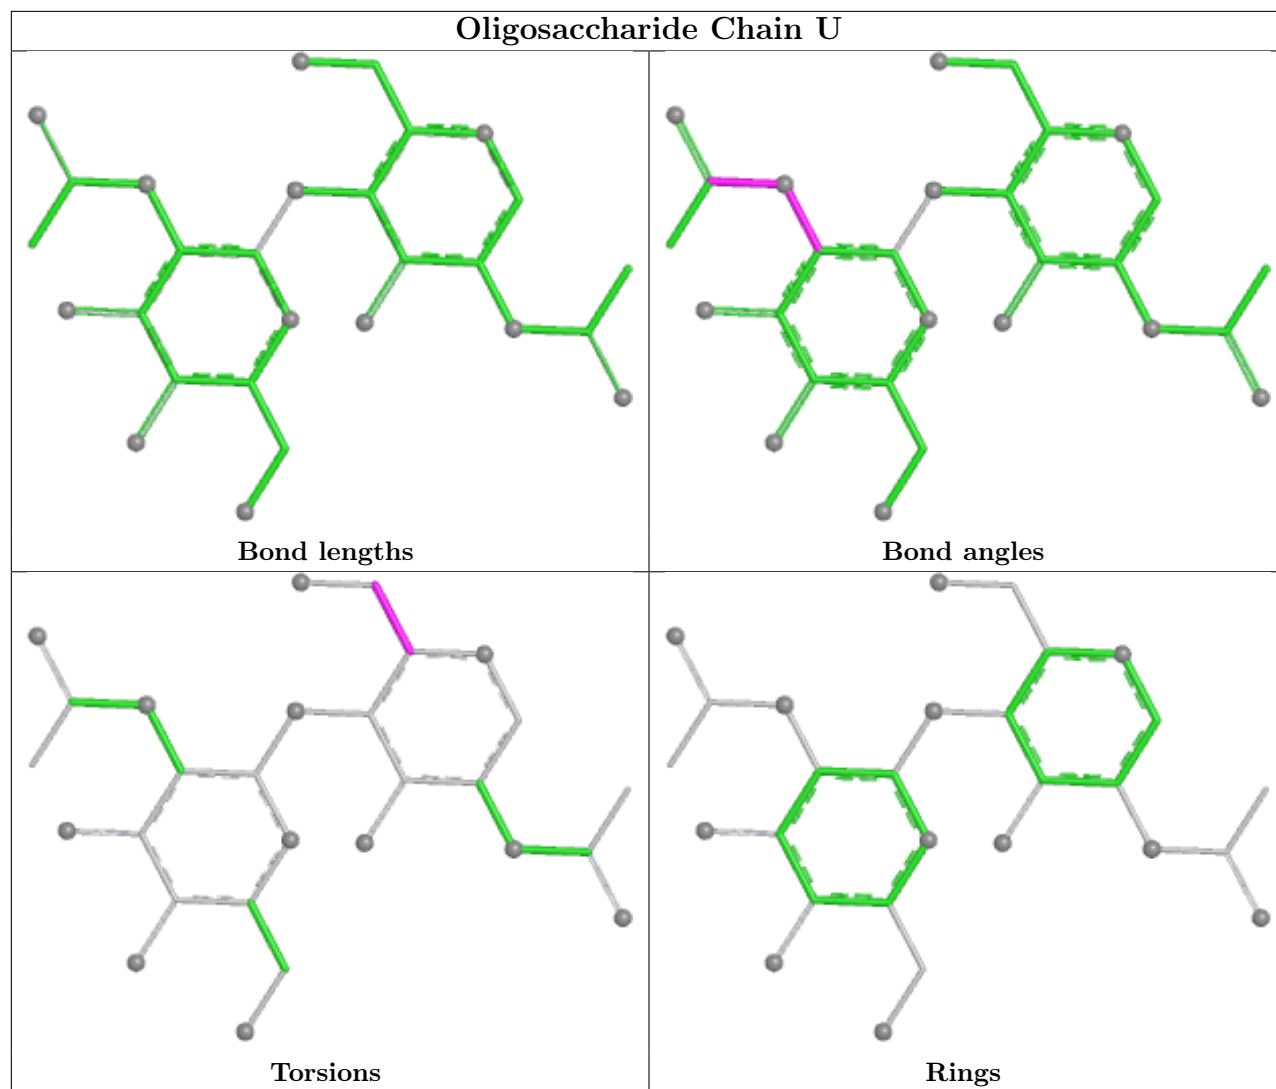 Oligosaccharide Chain U
Bond lengths
Bond angles
Torsions
Rings